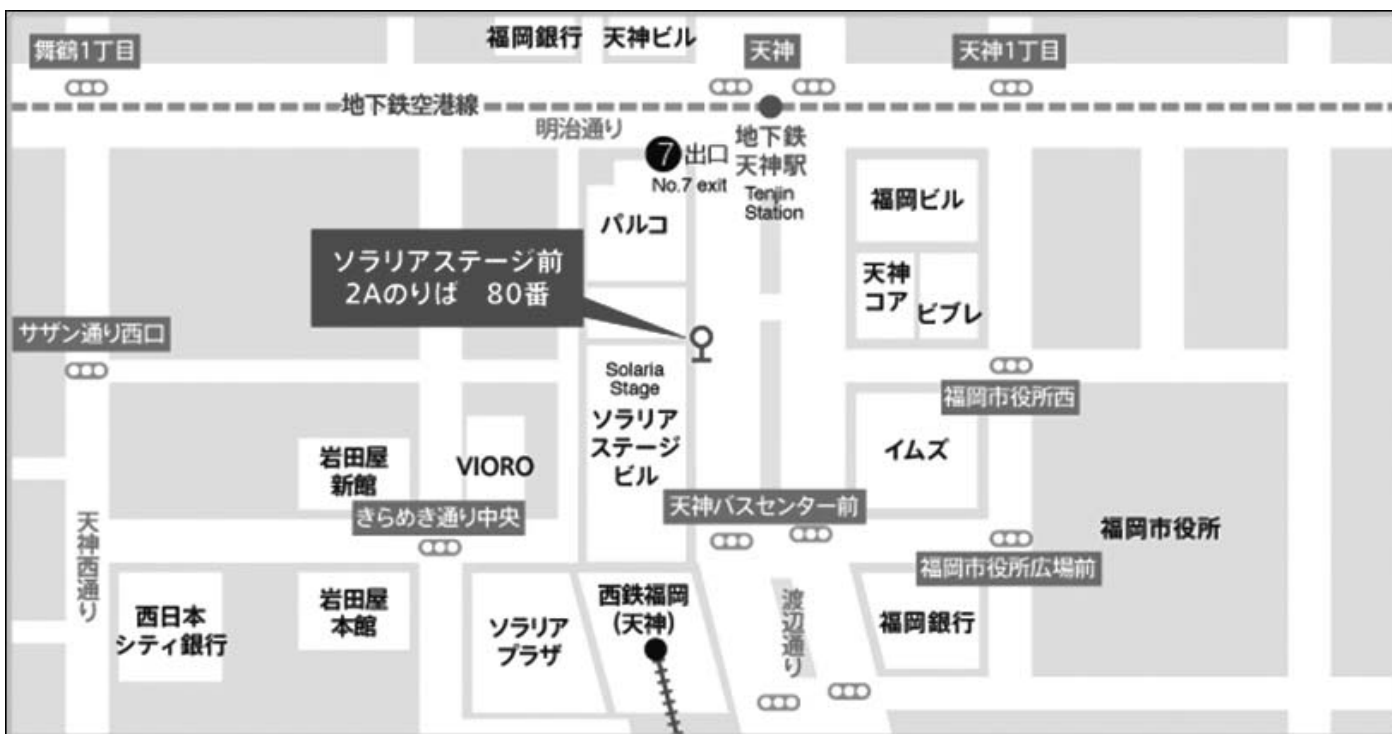 福岡銀行 天神ビル
舞鶴1丁目
天神
天神1丁目
地下鉄空港線
明治通り
7 出口
No.7 exit
地下鉄
天神駅
Tenjin
Station
パルコ
福岡ビル
ソラリアステージ前
2Aのりば 80番
天神
コア
ビブレ
サザン通り西口
Solaria
Stage
ソラリア
ステージ
ビル
福岡市役所西
岩田屋
新館
VIORO
イムズ
きらめき通り中央
天神バスセンター前
福岡市役所
天神西通り
福岡市役所広場前
西日本
シティ銀行
岩田屋
本館
ソラリア
プラザ
西鉄福岡
(天神)
渡辺通り
福岡銀行